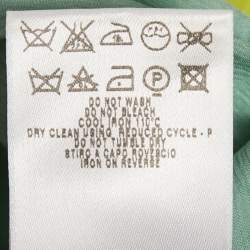 P
DO NOT WASH
DO NOT BLEACH
COOL IRON 110°C
DRY CLEAN USING REDUCED CYCLE - P
DO NOT TUMBLE DRY
STIRO A CAPO ROVESCIO
IRON ON REVERSE